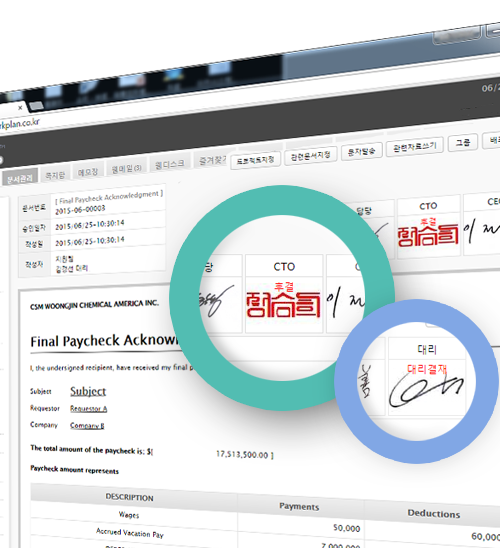 06/2
rkplan.co.kr
문서관리 쪽지함 메모장 웹메일(5) 웹디스크 즐겨찾기 프로젝트지정 관련문서지정 문자발송 관련자료쓰기 그룹 배포
문서번호 [ Final Paycheck Acknowledgment ]
2015-06-00003
승인일자 2015/06/25-10:30:14
작성일 2015/06/25-10:30:14
작성자 지원팀
대리
담당 CTO CEO
후결
당 CTO C
후결
대리
대리결재
CSM WOONGJIN CHEMICAL AMERICA INC.
Final Paycheck Acknow
I, the undersigned recipient, have received my final p
Subject Subject
Requestor Requestor A
Company Company B
The total amount of the paycheck is: $[ 17,513,500.00 ]
Paycheck amount represents
DESCRIPTION Payments Deductions
Wages 50,000 60,000
Accrued Vacation Pay 7,000,000